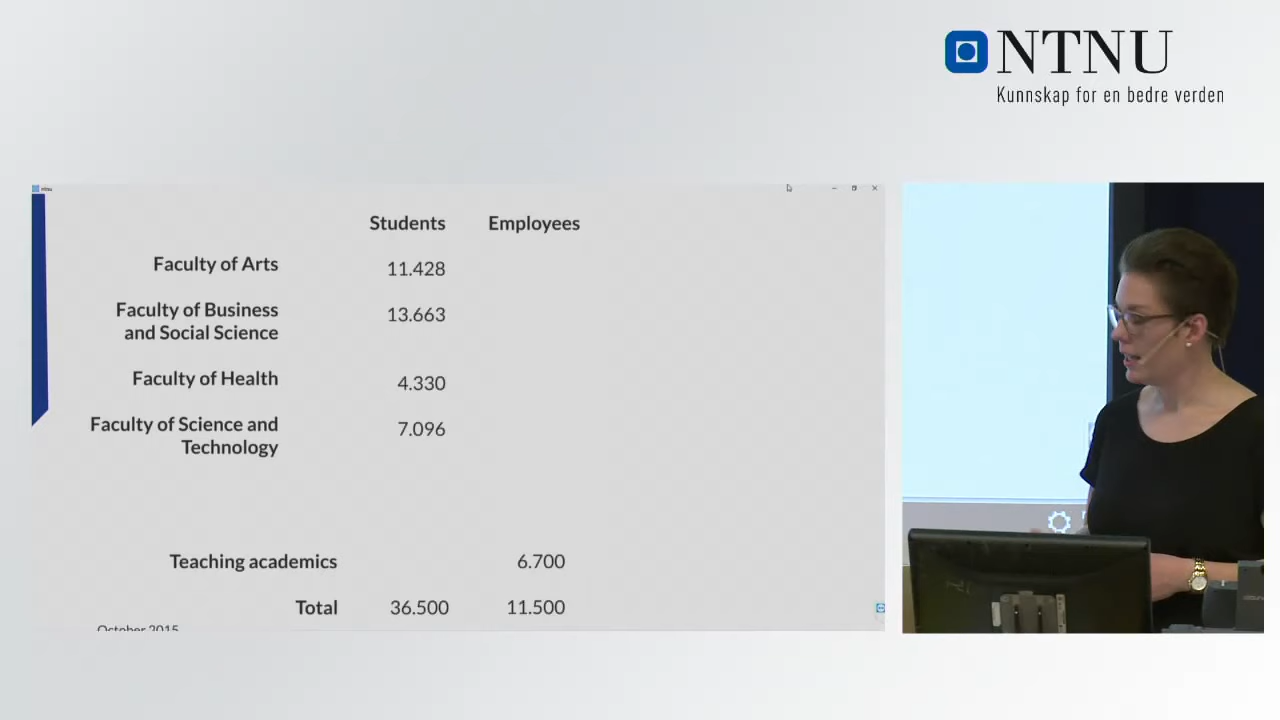 NTNU
Kunnskap for en bedre verden
ntnu
Students Employees
Faculty of Arts 11.428
Faculty of Business
and Social Science 13.663
Faculty of Health 4.330
Faculty of Science and
Technology 7.096
Teaching academics 6.700
Total 36.500 11.500
October 2015